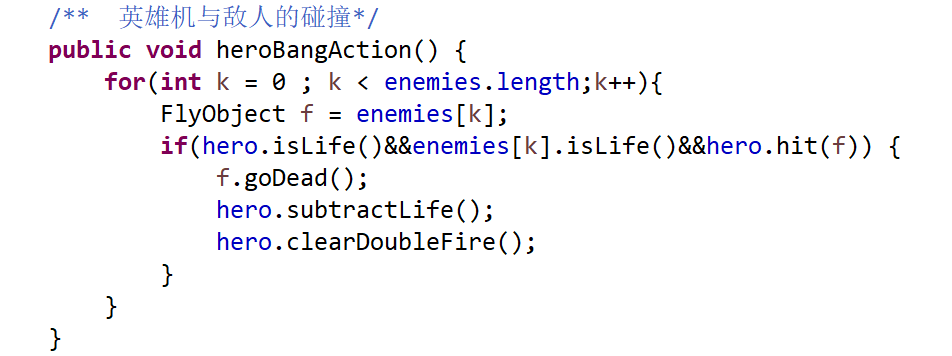 /**  英雄机与敌人的碰撞*/
public void heroBangAction() {
    for(int k = 0 ; k < enemies.length;k++){
        FlyObject f = enemies[k];
        if(hero.isLife()&&enemies[k].isLife()&&hero.hit(f)) {
            f.goDead();
            hero.subtractLife();
            hero.clearDoubleFire();
        }
    }
}